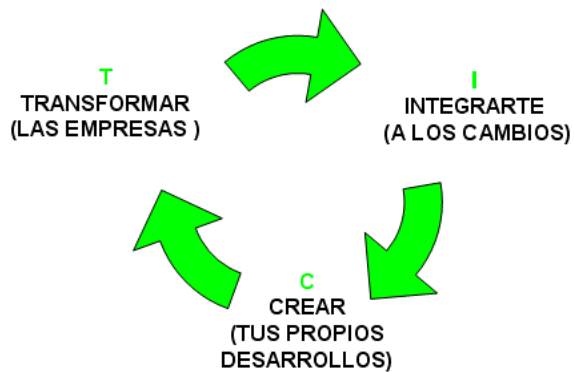 T
TRANSFORMAR
(LAS EMPRESAS )
I
INTEGRARTE
(A LOS CAMBIOS)
C
CREAR
(TUS PROPIOS
DESARROLLOS)